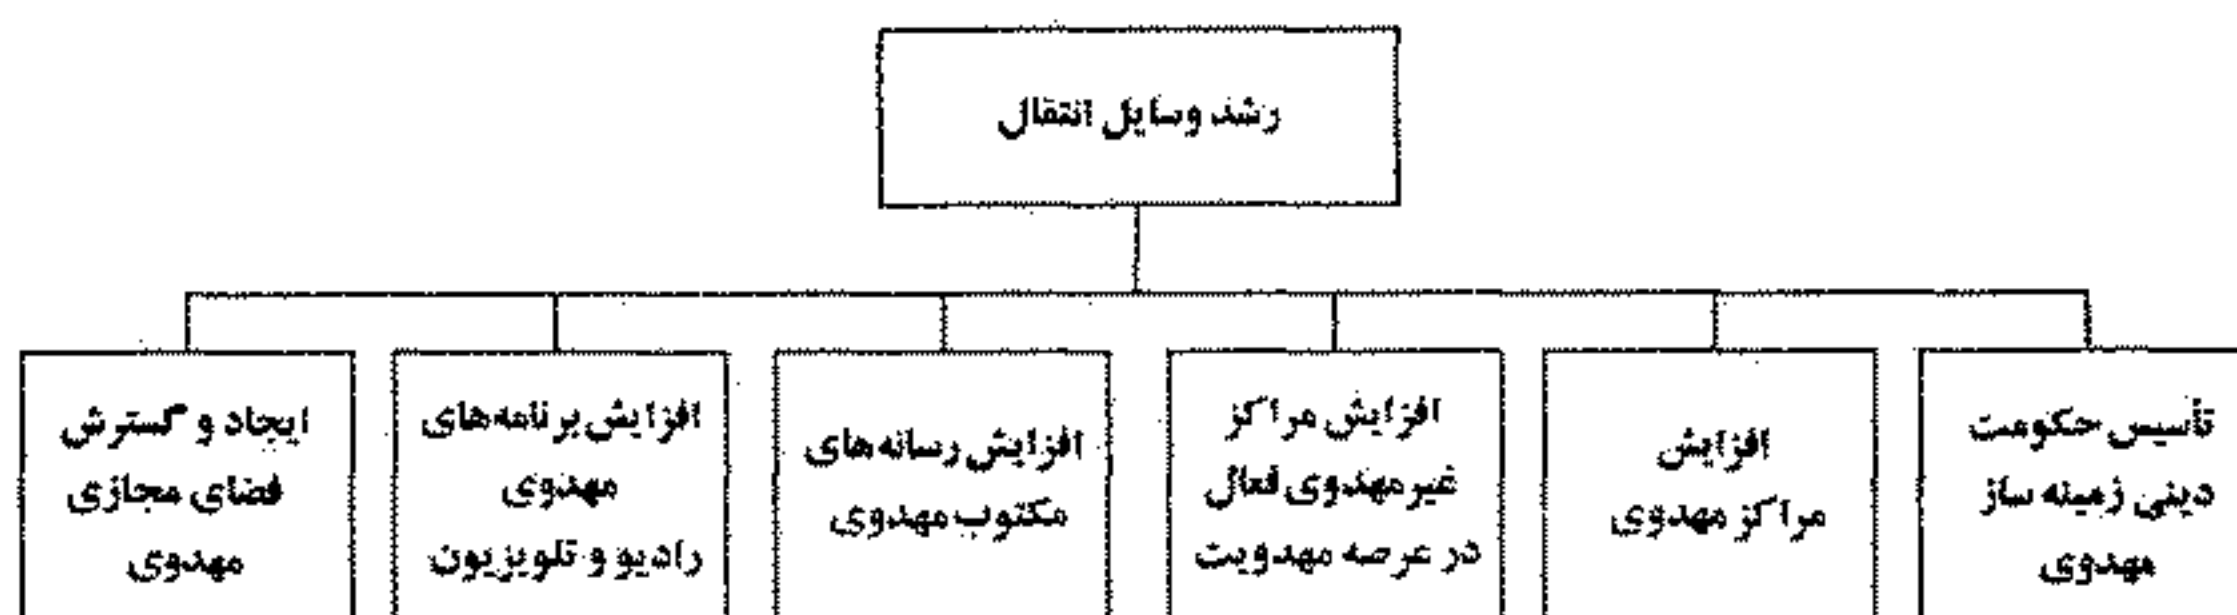 رشد وسایل انتقال
تأسیس حکومت
دینی زمینه ساز
مهدوی
افزایش
مراکز مهدوی
افزایش مراکز
غیرمهدوی فعال
در عرصه مهدویت
افزایش رسانه های
مکتوب مهدوی
افزایش برنامه های
مهدوی
رادیو و تلویزیون
ایجاد و گسترش
فضای مجازی
مهدوی